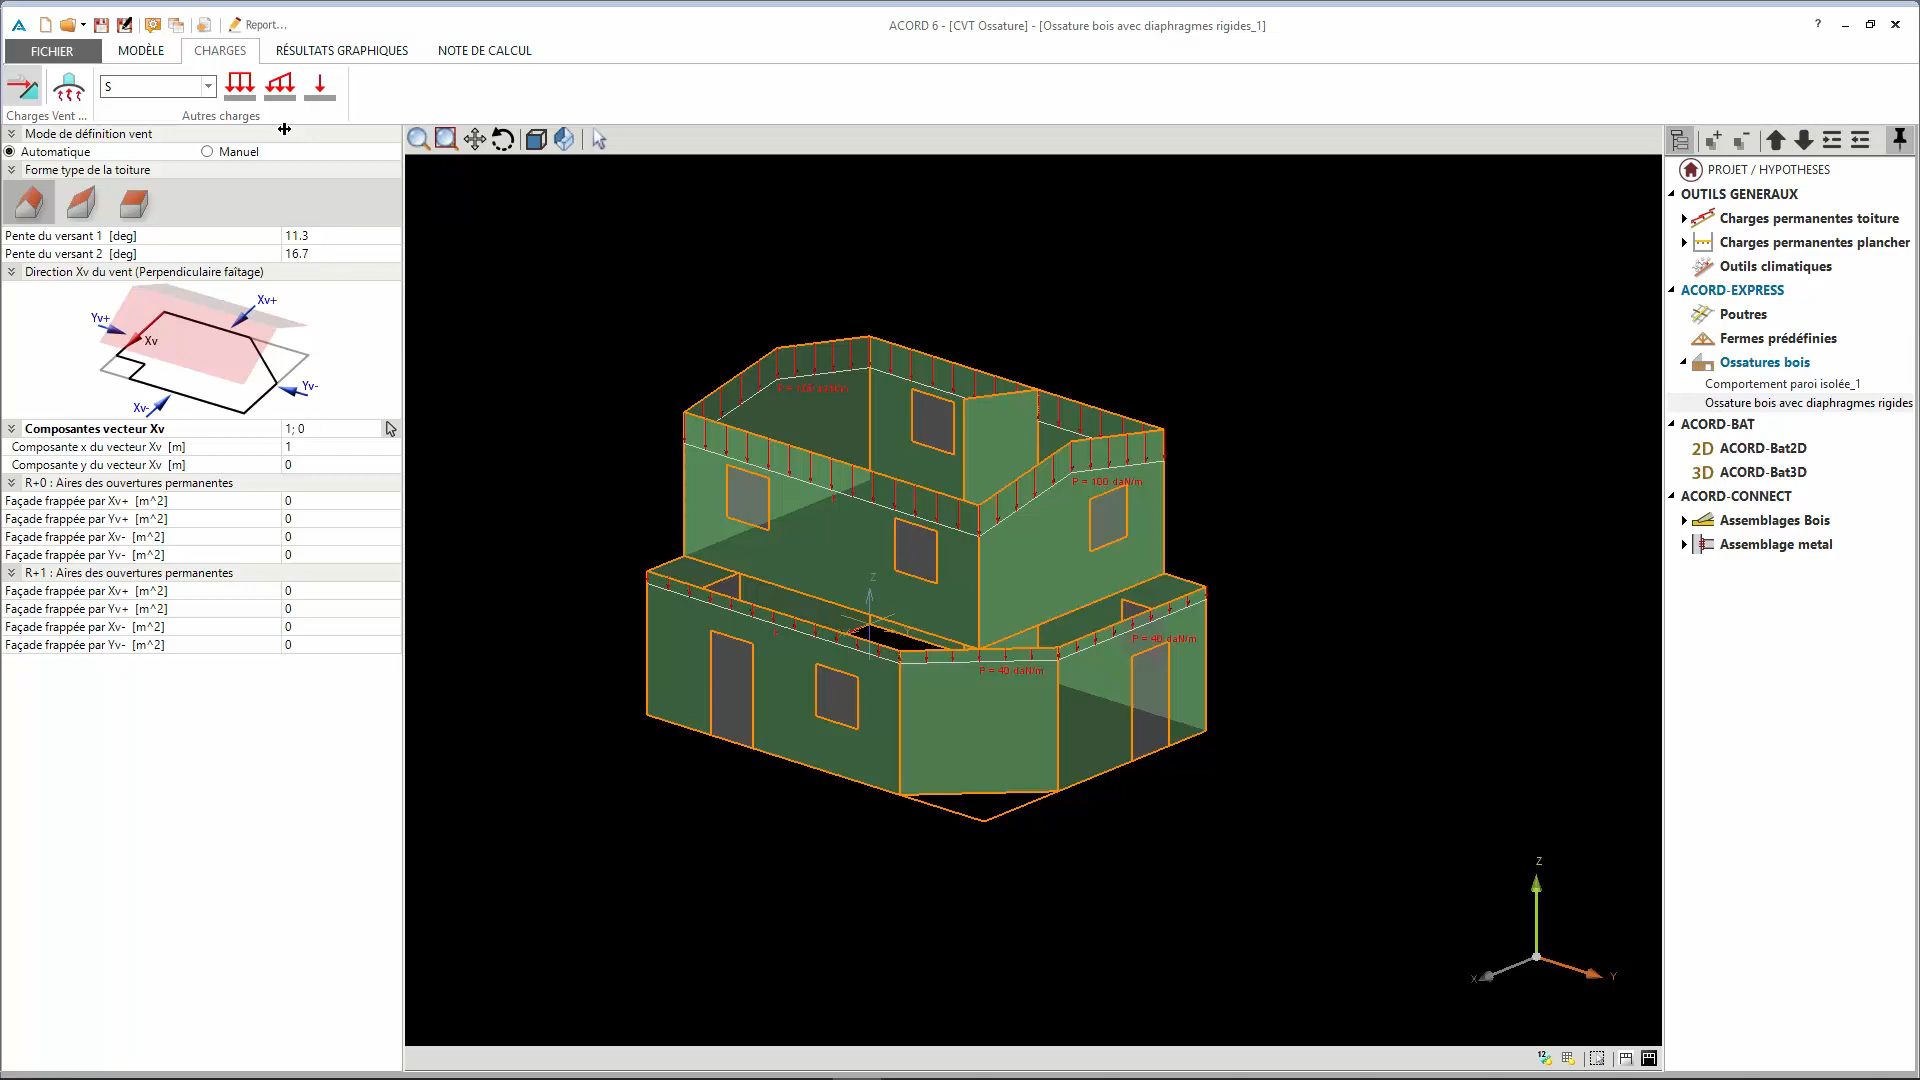 Report...
ACORD 6 - [CVT Ossature] - [Ossature bois avec diaphragmes rigides_1]
?
FICHIER
MODÈLE
CHARGES
RÉSULTATS GRAPHIQUES
NOTE DE CALCUL
S
Charges Vent ...
Autres charges
Mode de définition vent
Automatique
Manuel
Forme type de la toiture
Pente du versant 1 [deg] 11.3
Pente du versant 2 [deg] 16.7
Direction Xv du vent (Perpendiculaire faîtage)
Xv+
Yv+
Xv
Yv-
Xv-
Composantes vecteur Xv 1; 0
Composante x du vecteur Xv [m] 1
Composante y du vecteur Xv [m] 0
R+0 : Aires des ouvertures permanentes
Façade frappée par Xv+ [m^2] 0
Façade frappée par Yv+ [m^2] 0
Façade frappée par Xv- [m^2] 0
Façade frappée par Yv- [m^2] 0
R+1 : Aires des ouvertures permanentes
Façade frappée par Xv+ [m^2] 0
Façade frappée par Yv+ [m^2] 0
Façade frappée par Xv- [m^2] 0
Façade frappée par Yv- [m^2] 0
P = 100 daN/m
Z
P = 40 daN/m
P = 40 daN/m
Z
X
Y
12
PROJET / HYPOTHESES
OUTILS GENERAUX
Charges permanentes toiture
Charges permanentes plancher
Outils climatiques
ACORD-EXPRESS
Poutres
Fermes prédéfinies
Ossatures bois
Comportement paroi isolée_1
Ossature bois avec diaphragmes rigides
ACORD-BAT
2D ACORD-Bat2D
3D ACORD-Bat3D
ACORD-CONNECT
Assemblages Bois
Assemblage metal